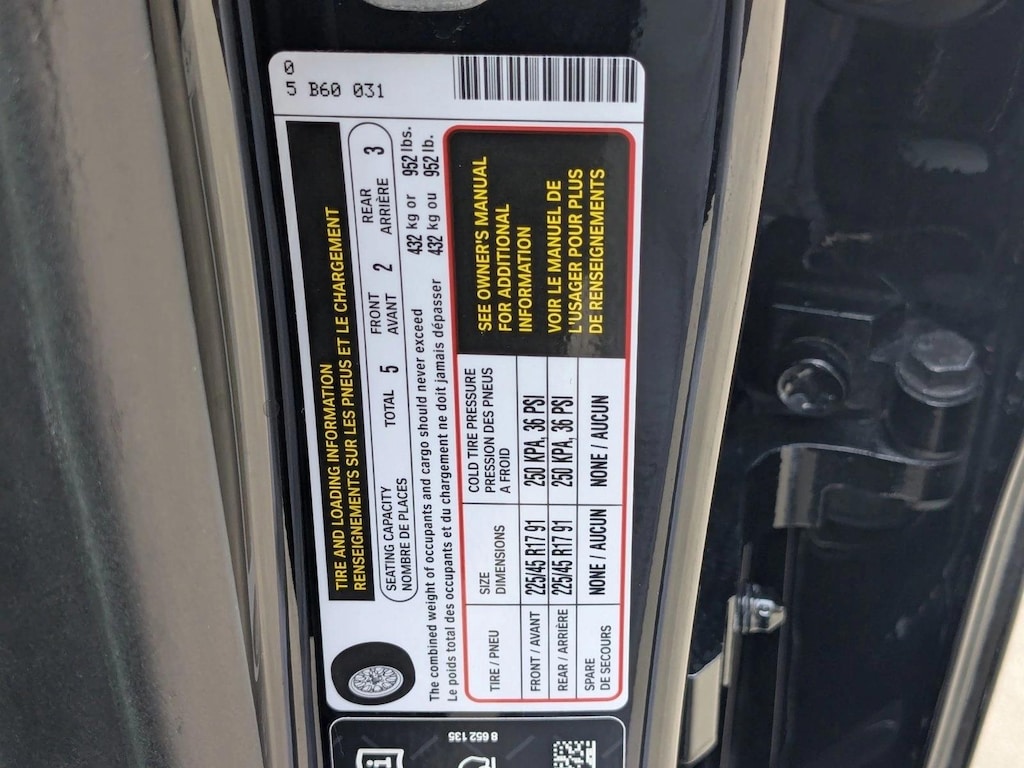 0
5 B60 031
TIRE AND LOADING INFORMATION
RENSEIGNEMENTS SUR LES PNEUS ET LE CHARGEMENT
SEATING CAPACITY
NOMBRE DE PLACES
TOTAL 5
FRONT
AVANT 2
REAR
ARRIÈRE 3
The combined weight of occupants and cargo should never exceed 432 kg or 952 lbs.
Le poids total des occupants et du chargement ne doit jamais dépasser 432 kg ou 952 lb.
TIRE / PNEU
SIZE
DIMENSIONS
COLD TIRE PRESSURE
PRESSION DES PNEUS
A FROID
FRONT / AVANT 225/45 R17 91 250 KPA, 36 PSI
REAR / ARRIÈRE 225/45 R17 91 250 KPA, 36 PSI
SPARE
DE SECOURS
NONE / AUCUN NONE / AUCUN
SEE OWNER'S MANUAL
FOR ADDITIONAL
INFORMATION
VOIR LE MANUEL DE
L'USAGER POUR PLUS
DE RENSEIGNEMENTS
8 652 135